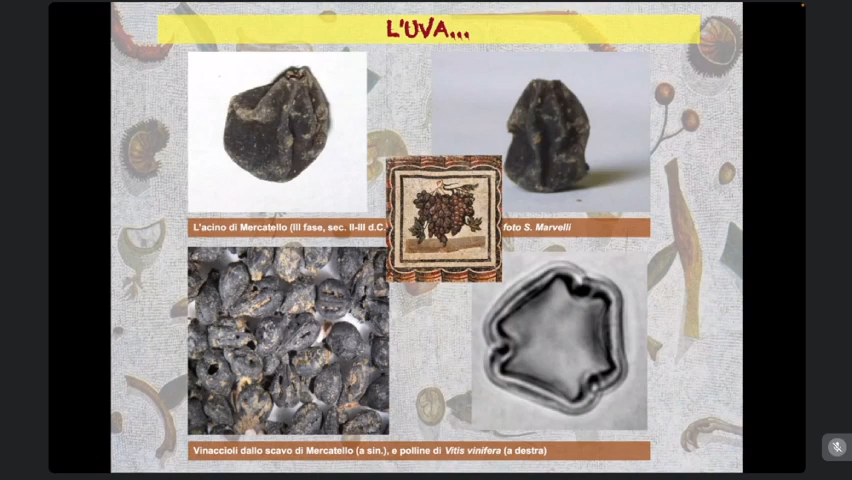 L'UVA...
L'acino di Mercatello (III fase, sec. II-III d.C. foto S. Marvelli
Vinaccioli dallo scavo di Mercatello (a sin.), e polline di Vitis vinifera (a destra)